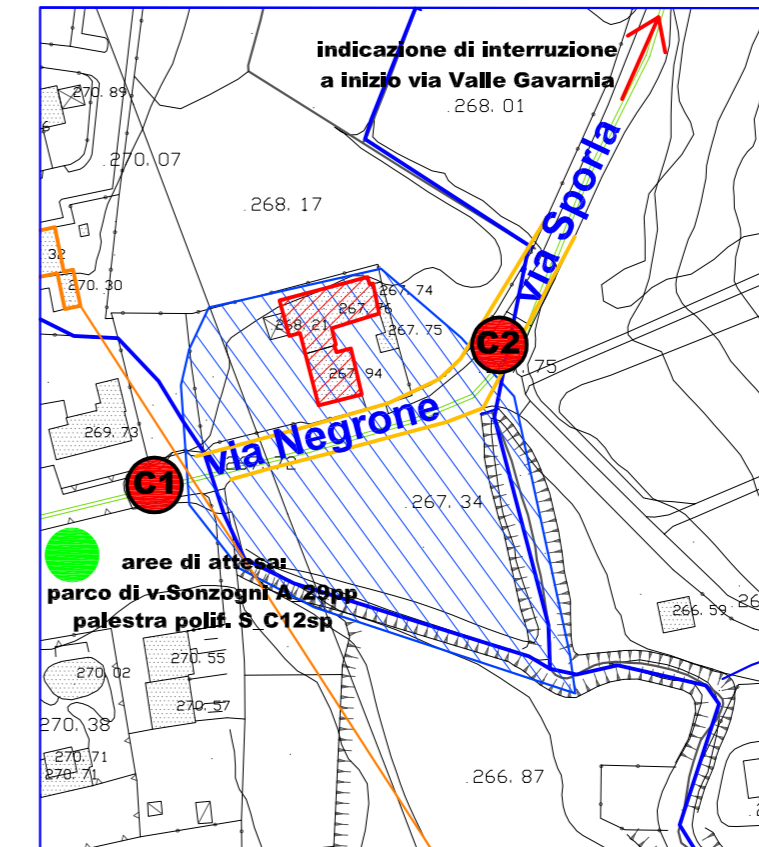 indicazione di interruzione
a inizio via Valle Gavarnia
270. 89
268. 01
270. 07
via Sporla
268. 17
32
270. 30
267. 74
267. 76
268. 21
267. 75
C2
75
267. 94
via Negrone
269. 73
C1
267. 34
aree di attesa:
parco di v.Sonzogni A_29pp
palestra polif. S_C12sp
266. 59
270. 55
270. 02
270. 57
270. 38
270. 71
270. 71
266. 87